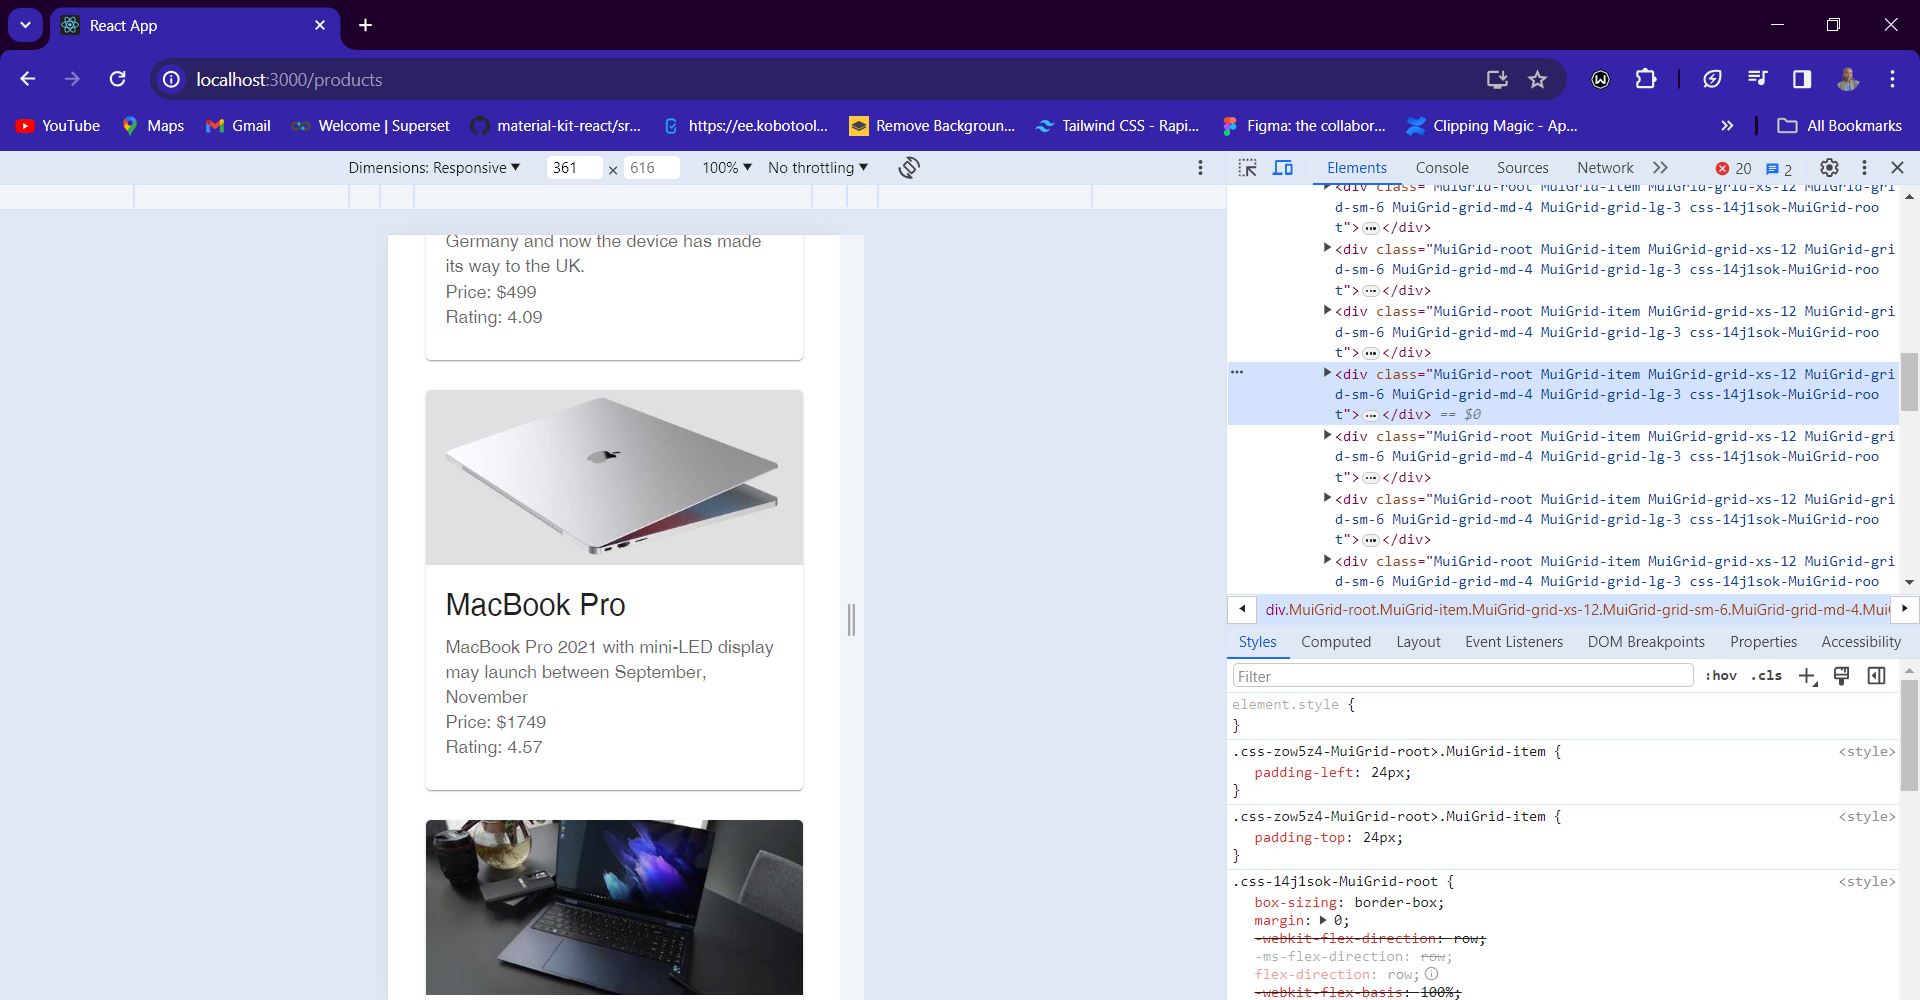 React App
localhost:3000/products
YouTube Maps Gmail Welcome | Superset material-kit-react/sr... https://ee.kobotool... Remove Backgroun... Tailwind CSS - Rapi... Figma: the collabor... Clipping Magic - Ap... » All Bookmarks
Dimensions: Responsive ▼ 361 x 616 100% ▼ No throttling ▼
Elements Console Sources Network » 20 2
Germany and now the device has made
its way to the UK.
Price: $499
Rating: 4.09
MacBook Pro
MacBook Pro 2021 with mini-LED display
may launch between September,
November
Price: $1749
Rating: 4.57
<div class="MuiGrid-root MuiGrid-item MuiGrid-grid-xs-12 MuiGrid-gri
d-sm-6 MuiGrid-grid-md-4 MuiGrid-grid-lg-3 css-14j1sok-MuiGrid-roo
t">…</div>
<div class="MuiGrid-root MuiGrid-item MuiGrid-grid-xs-12 MuiGrid-gri
d-sm-6 MuiGrid-grid-md-4 MuiGrid-grid-lg-3 css-14j1sok-MuiGrid-roo
t">…</div>
<div class="MuiGrid-root MuiGrid-item MuiGrid-grid-xs-12 MuiGrid-gri
d-sm-6 MuiGrid-grid-md-4 MuiGrid-grid-lg-3 css-14j1sok-MuiGrid-roo
t">…</div>
… <div class="MuiGrid-root MuiGrid-item MuiGrid-grid-xs-12 MuiGrid-gri
d-sm-6 MuiGrid-grid-md-4 MuiGrid-grid-lg-3 css-14j1sok-MuiGrid-roo
t">…</div> == $0
<div class="MuiGrid-root MuiGrid-item MuiGrid-grid-xs-12 MuiGrid-gri
d-sm-6 MuiGrid-grid-md-4 MuiGrid-grid-lg-3 css-14j1sok-MuiGrid-roo
t">…</div>
<div class="MuiGrid-root MuiGrid-item MuiGrid-grid-xs-12 MuiGrid-gri
d-sm-6 MuiGrid-grid-md-4 MuiGrid-grid-lg-3 css-14j1sok-MuiGrid-roo
t">…</div>
<div class="MuiGrid-root MuiGrid-item MuiGrid-grid-xs-12 MuiGrid-gri
d-sm-6 MuiGrid-grid-md-4 MuiGrid-grid-lg-3 css-14j1sok-MuiGrid-roo
div.MuiGrid-root.MuiGrid-item.MuiGrid-grid-xs-12.MuiGrid-grid-sm-6.MuiGrid-grid-md-4.Mui
Styles Computed Layout Event Listeners DOM Breakpoints Properties Accessibility
Filter :hov .cls
element.style {
}
.css-zow5z4-MuiGrid-root>.MuiGrid-item { <style>
padding-left: 24px;
}
.css-zow5z4-MuiGrid-root>.MuiGrid-item { <style>
padding-top: 24px;
}
.css-14j1sok-MuiGrid-root { <style>
box-sizing: border-box;
margin: 0;
-webkit-flex-direction: row;
-ms-flex-direction: row;
flex-direction: row;
-webkit-flex-basis: 100%;